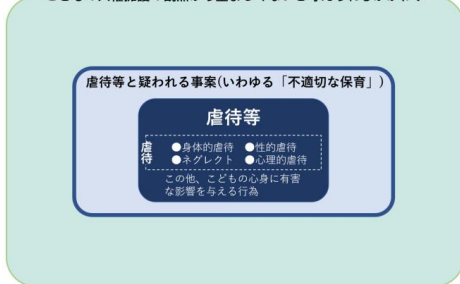 虐待等と疑われる事案(いわゆる「不適切な保育」)
虐待等
虐待
●身体的虐待 ●性的虐待
●ネグレクト ●心理的虐待
この他、こどもの心身に有害
な影響を与える行為